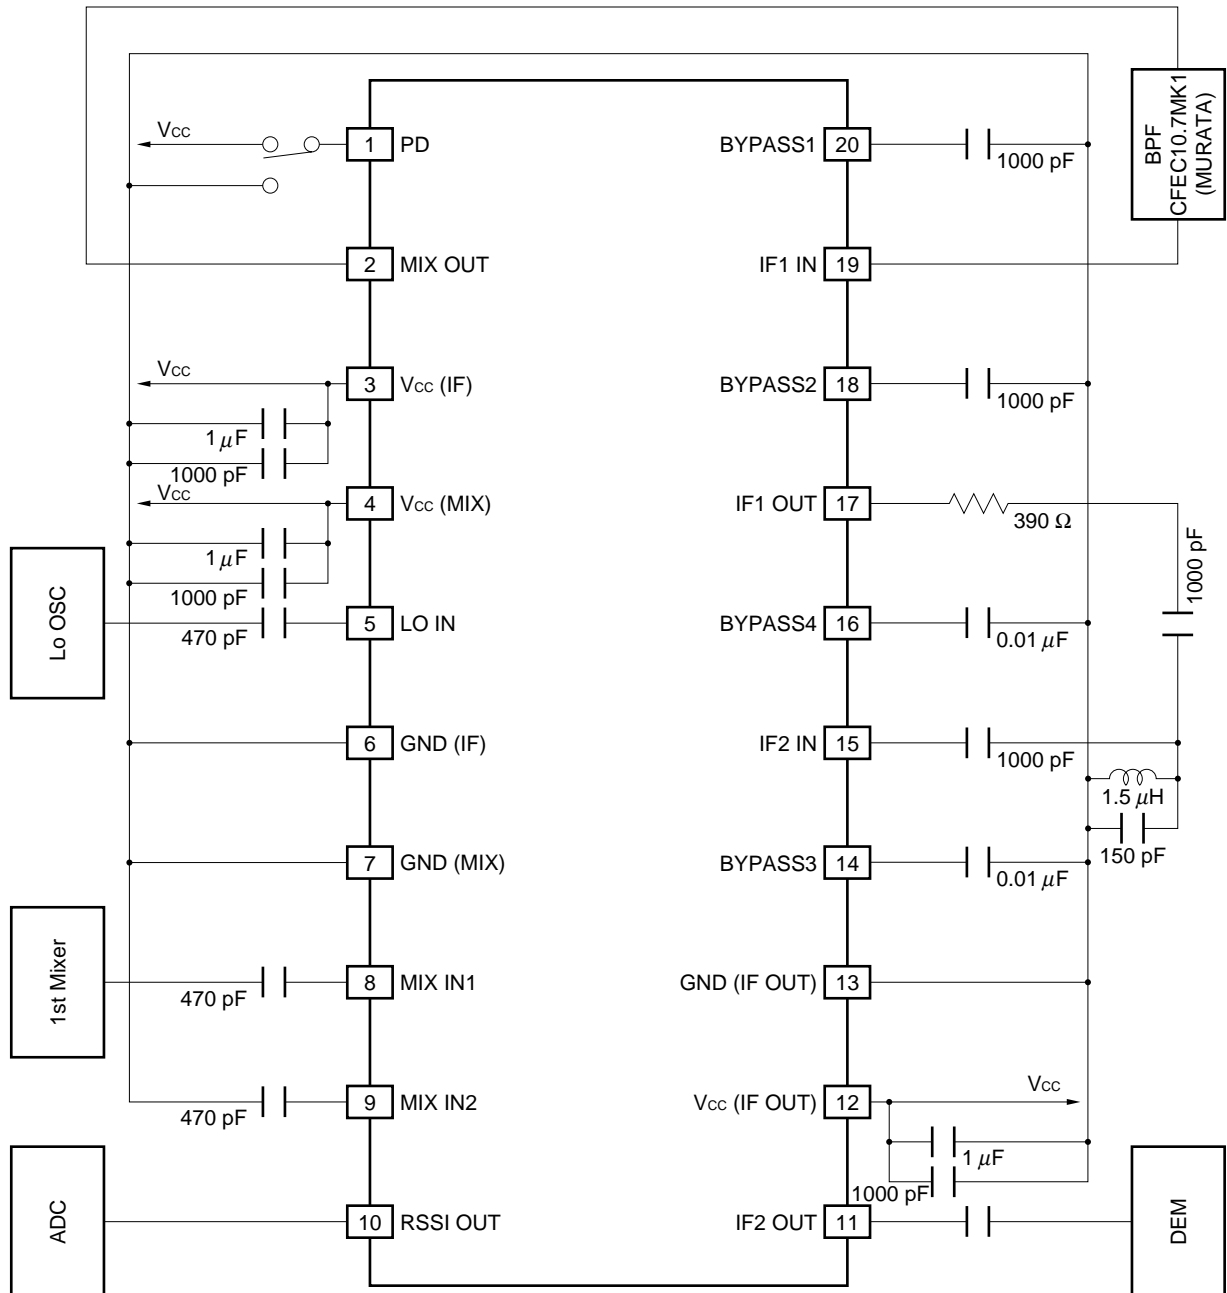 VCC
1 PD
BYPASS1 20
1000 pF
BPF
CFEC10.7MK1
(MURATA)
2 MIX OUT
IF1 IN 19
VCC
3 VCC (IF)
BYPASS2 18
1000 pF
1 µF
1000 pF
VCC
4 VCC (MIX)
IF1 OUT 17
390 Ω
1000 pF
1 µF
1000 pF
Lo OSC
470 pF
5 LO IN
BYPASS4 16
0.01 µF
6 GND (IF)
IF2 IN 15
1000 pF
1.5 µH
150 pF
7 GND (MIX)
BYPASS3 14
0.01 µF
1st Mixer
470 pF
8 MIX IN1
GND (IF OUT) 13
470 pF
9 MIX IN2
VCC (IF OUT) 12
VCC
1 µF
1000 pF
ADC
10 RSSI OUT
IF2 OUT 11
DEM